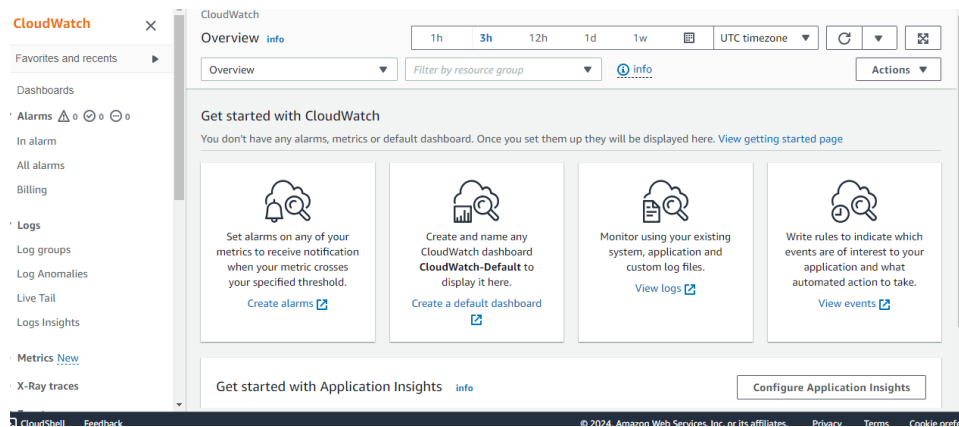 CloudWatch
Favorites and recents
Dashboards
Alarms 0 0 0
In alarm
All alarms
Billing
Logs
Log groups
Log Anomalies
Live Tail
Logs Insights
Metrics New
X-Ray traces
CloudWatch
Overview info
1h 3h 12h 1d 1w UTC timezone
Overview Filter by resource group info Actions
Get started with CloudWatch
You don't have any alarms, metrics or default dashboard. Once you set them up they will be displayed here. View getting started page
Set alarms on any of your
metrics to receive notification
when your metric crosses
your specified threshold.
Create alarms
Create and name any
CloudWatch dashboard
CloudWatch-Default to
display it here.
Create a default dashboard
Monitor using your existing
system, application and
custom log files.
View logs
Write rules to indicate which
events are of interest to your
application and what
automated action to take.
View events
Get started with Application Insights info
Configure Application Insights
CloudShell Feedback © 2024, Amazon Web Services, Inc. or its affiliates. Privacy Terms Cookie